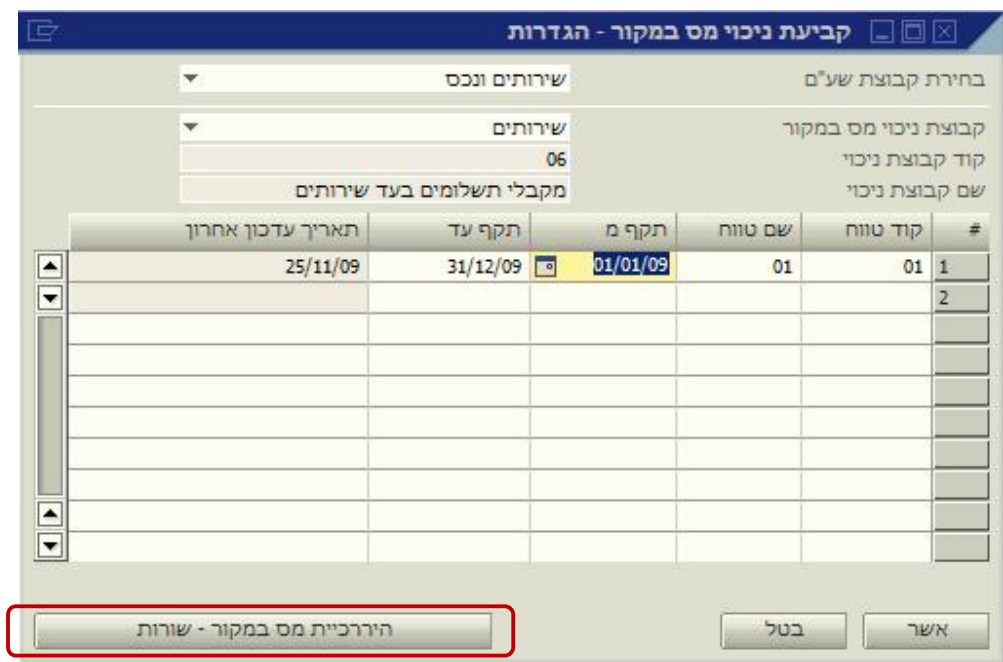 קביעת ניכוי מס במקור - הגדרות
בחירת קבוצת שע"ם שירותים ונכס
קבוצת ניכוי מס במקור שירותים
קוד קבוצת ניכוי 06
שם קבוצת ניכוי מקבלי תשלומים בעד שירותים
# קוד טווח שם טווח תקף מ תקף עד תאריך עדכון אחרון
1 01 01 01/01/09 31/12/09 25/11/09
2
אשר בטל היררכיית מס במקור - שורות